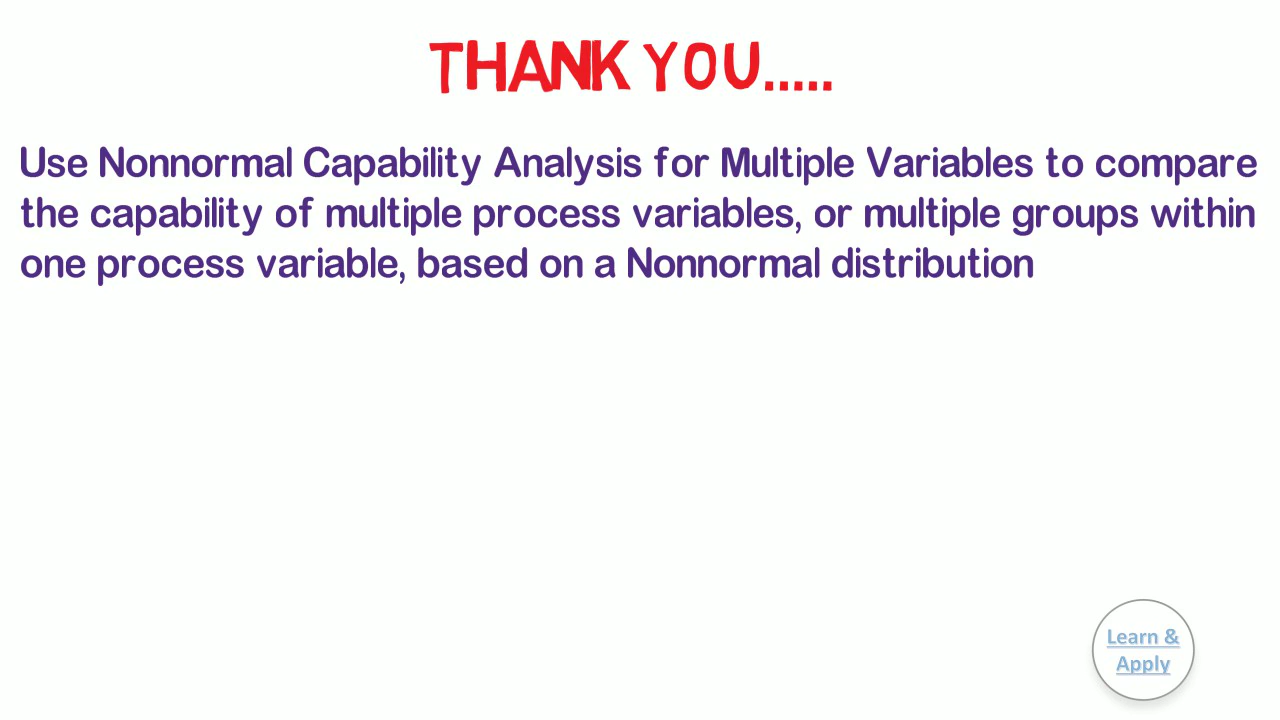 THANK YOU.....
Use Nonnormal Capability Analysis for Multiple Variables to compare
the capability of multiple process variables, or multiple groups within
one process variable, based on a Nonnormal distribution
Learn &
Apply